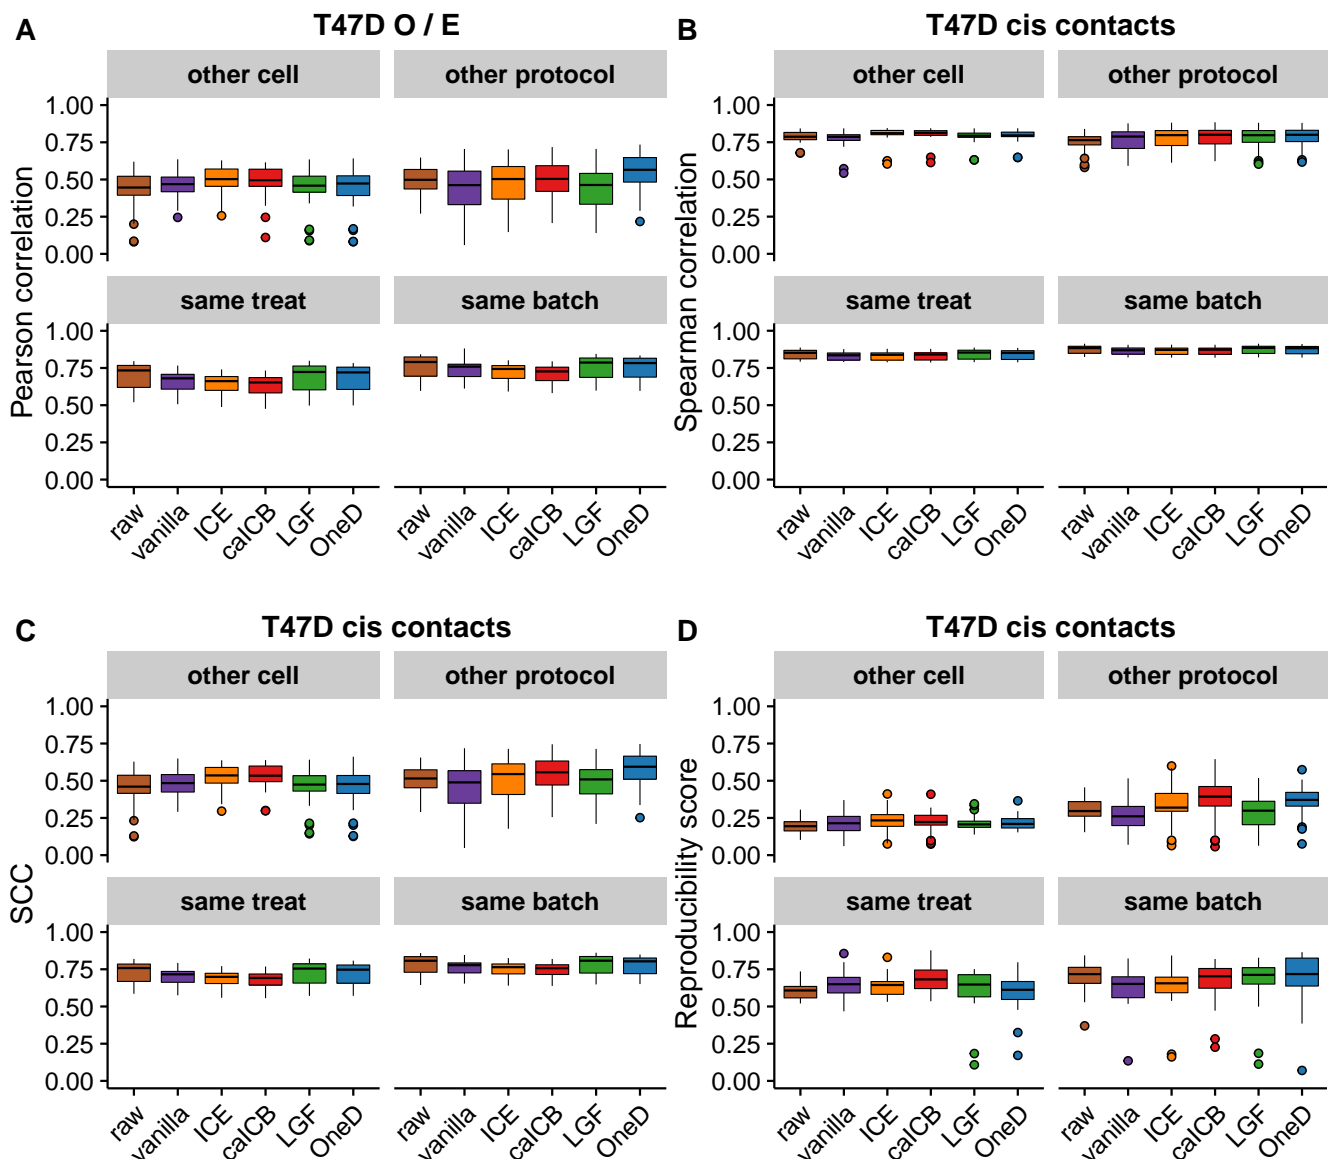 A
T47D O / E
other cell
other protocol
1.00
0.75
0.50
0.25
0.00
same treat
same batch
1.00
0.75
0.50
0.25
0.00
Pearson correlation
raw
vanilla
ICE
caICB
LGF
OneD
raw
vanilla
ICE
caICB
LGF
OneD
B
T47D cis contacts
other cell
other protocol
1.00
0.75
0.50
0.25
0.00
same treat
same batch
1.00
0.75
0.50
0.25
0.00
Spearman correlation
raw
vanilla
ICE
caICB
LGF
OneD
raw
vanilla
ICE
caICB
LGF
OneD
C
T47D cis contacts
other cell
other protocol
1.00
0.75
0.50
0.25
0.00
same treat
same batch
1.00
0.75
0.50
0.25
0.00
SCC
raw
vanilla
ICE
caICB
LGF
OneD
raw
vanilla
ICE
caICB
LGF
OneD
D
T47D cis contacts
other cell
other protocol
1.00
0.75
0.50
0.25
0.00
same treat
same batch
1.00
0.75
0.50
0.25
0.00
Reproducibility score
raw
vanilla
ICE
caICB
LGF
OneD
raw
vanilla
ICE
caICB
LGF
OneD